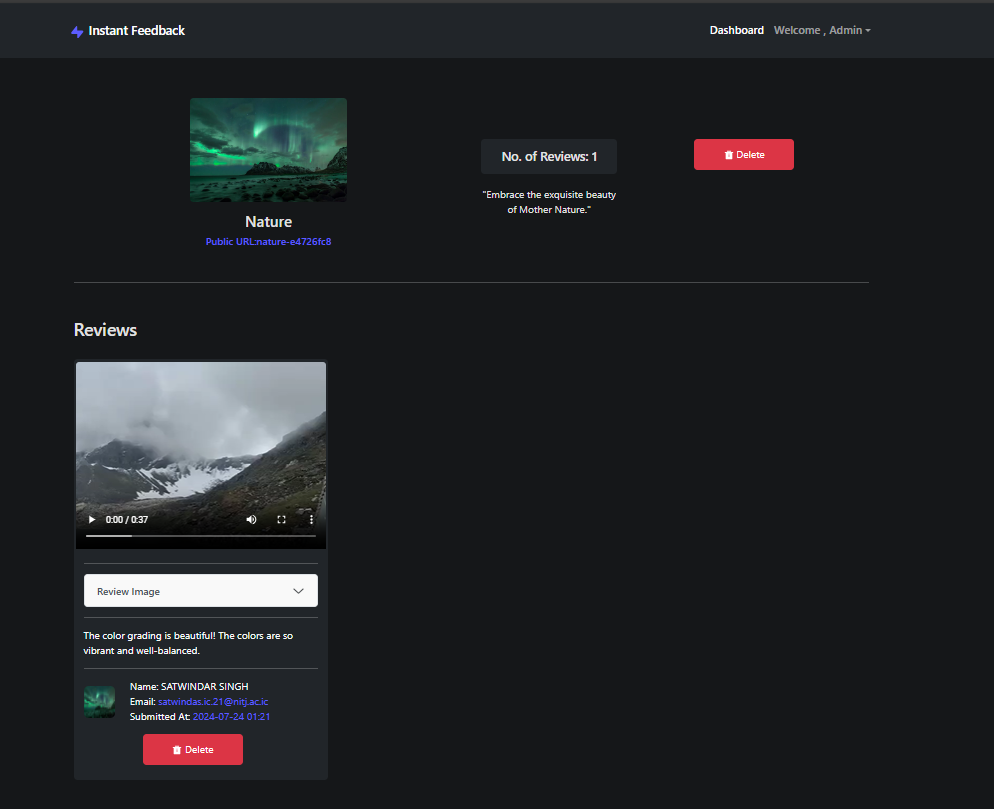 Instant Feedback
Dashboard Welcome , Admin
Nature
Public URL:nature-e4726fc8
No. of Reviews: 1
"Embrace the exquisite beauty
of Mother Nature."
Delete
Reviews
0:00 / 0:37
Review Image
The color grading is beautiful! The colors are so
vibrant and well-balanced.
Name: SATWINDAR SINGH
Email: satwindas.ic.21@nitj.ac.ic
Submitted At: 2024-07-24 01:21
Delete